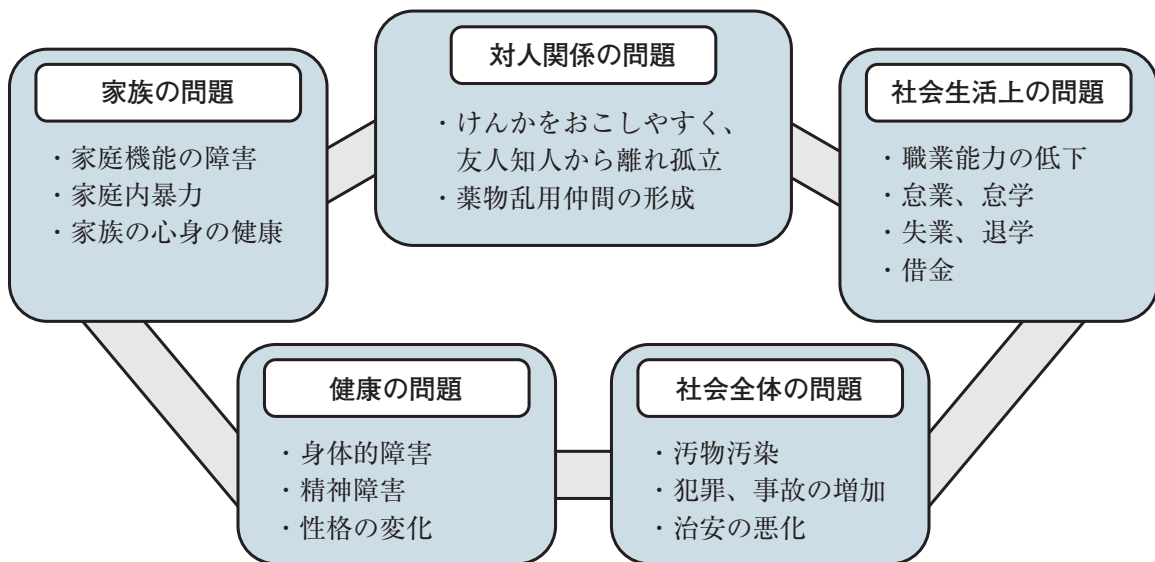 対人関係の問題
・けんかをおこしやすく、
友人知人から離れ孤立
・薬物乱用仲間の形成
家族の問題
・家庭機能の障害
・家庭内暴力
・家族の心身の健康
社会生活上の問題
・職業能力の低下
・怠業、怠学
・失業、退学
・借金
健康の問題
・身体的障害
・精神障害
・性格の変化
社会全体の問題
・汚物汚染
・犯罪、事故の増加
・治安の悪化